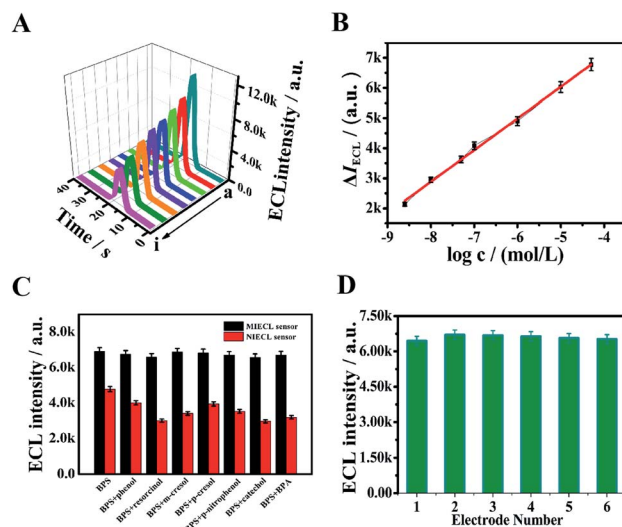 A
ECL intensity / a.u.
12.0k
8.0k
4.0k
0.0
a
i
40
30
20
10
0
Time / s
B
ΔI_ECL / (a.u.)
7k
6k
5k
4k
3k
2k
-9 -8 -7 -6 -5 -4
log c / (mol/L)
C
ECL intensity / a.u.
8.0k
6.0k
4.0k
2.0k
0.0
MIECL sensor
NIECL sensor
BPS
BPS+phenol
BPS+resorcinol
BPS+m-cresol
BPS+p-cresol
BPS+p-nitrophenol
BPS+catechol
BPS+BPA
D
ECL intensity / a.u.
7.50k
6.00k
4.50k
3.00k
1.50k
0.00
1 2 3 4 5 6
Electrode Number